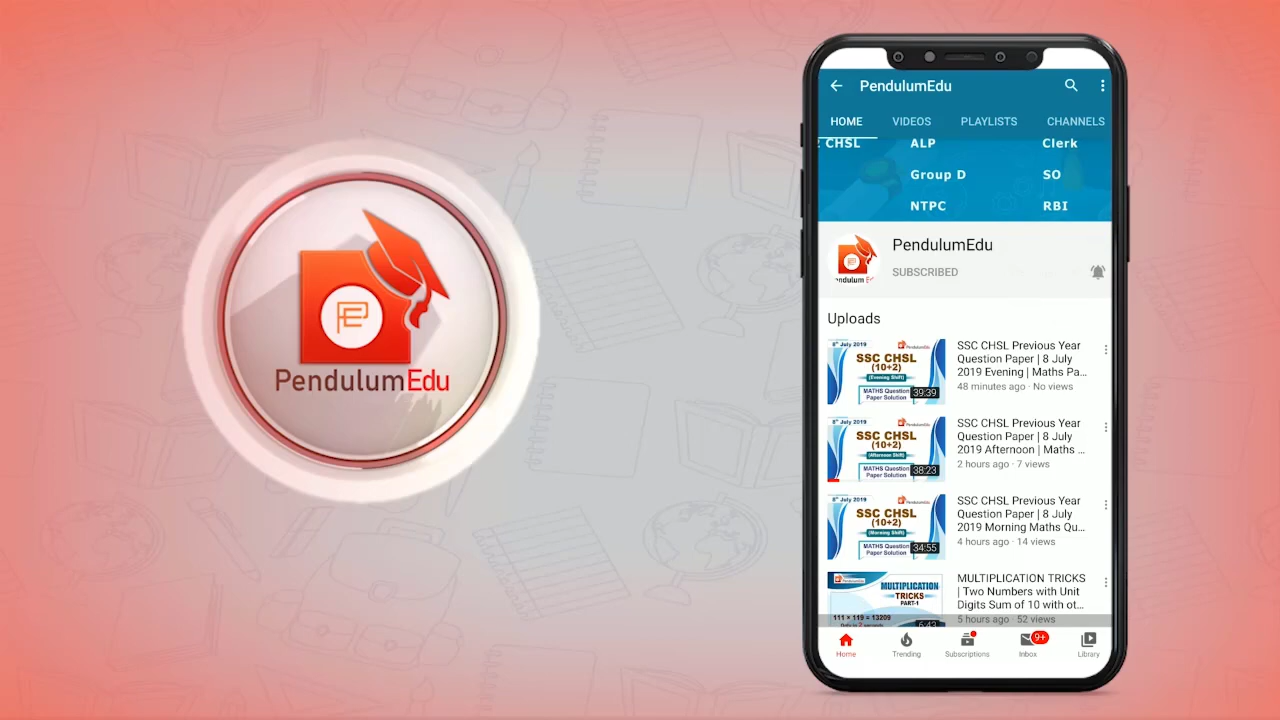 PendulumEdu
PendulumEdu
HOME VIDEOS PLAYLISTS CHANNELS
CHSL ALP Clerk
Group D SO
NTPC RBI
PendulumEdu
SUBSCRIBED
Uploads
8th July 2019
PendulumEdu
SSC CHSL
(10+2)
(Evening Shift)
MATHS Question
Paper Solution
39:39
SSC CHSL Previous Year
Question Paper | 8 July
2019 Evening | Maths Pa...
48 minutes ago · No views
8th July 2019
PendulumEdu
SSC CHSL
(10+2)
(Afternoon Shift)
MATHS Question
Paper Solution
38:23
SSC CHSL Previous Year
Question Paper | 8 July
2019 Afternoon | Maths ...
2 hours ago · 7 views
8th July 2019
PendulumEdu
SSC CHSL
(10+2)
(Morning Shift)
MATHS Question
Paper Solution
34:55
SSC CHSL Previous Year
Question Paper | 8 July
2019 Morning Maths Qu...
4 hours ago · 14 views
PendulumEdu
MULTIPLICATION
TRICKS
PART-1
111 × 119 = 13209
6:43
MULTIPLICATION TRICKS
| Two Numbers with Unit
Digits Sum of 10 with ot...
5 hours ago · 52 views
9+
Home Trending Subscriptions Inbox Library